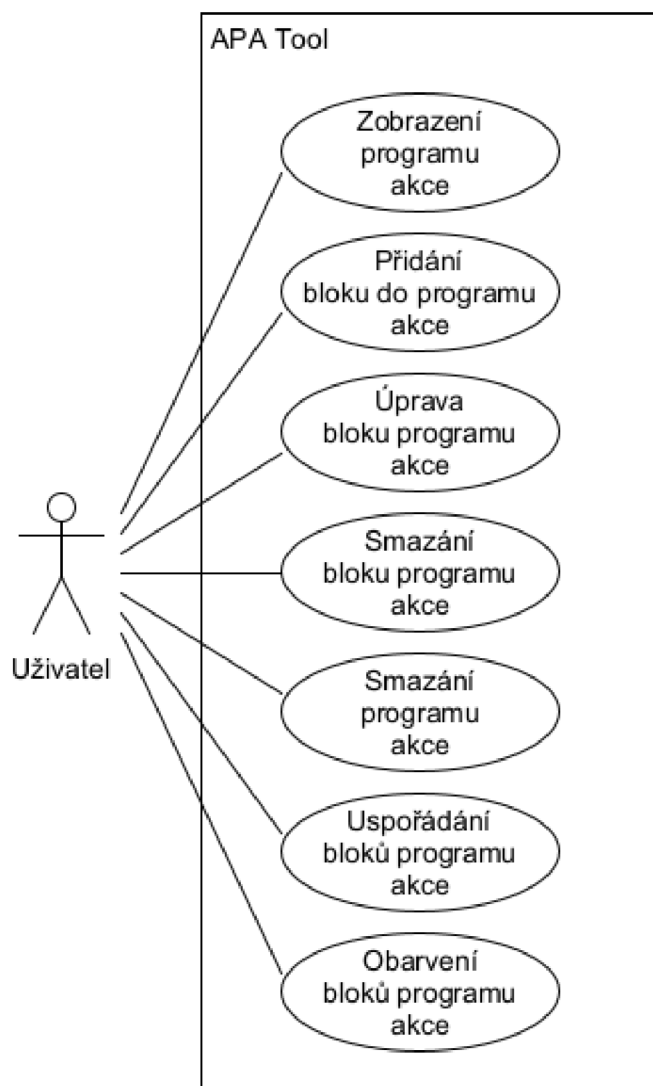 APA Tool
Zobrazení
programu
akce
Přidání
bloku do programu
akce
Úprava
bloku programu
akce
Smazání
bloku programu
akce
Uživatel
Smazání
programu
akce
Uspořádání
bloků programu
akce
Obarvení
bloků programu
akce